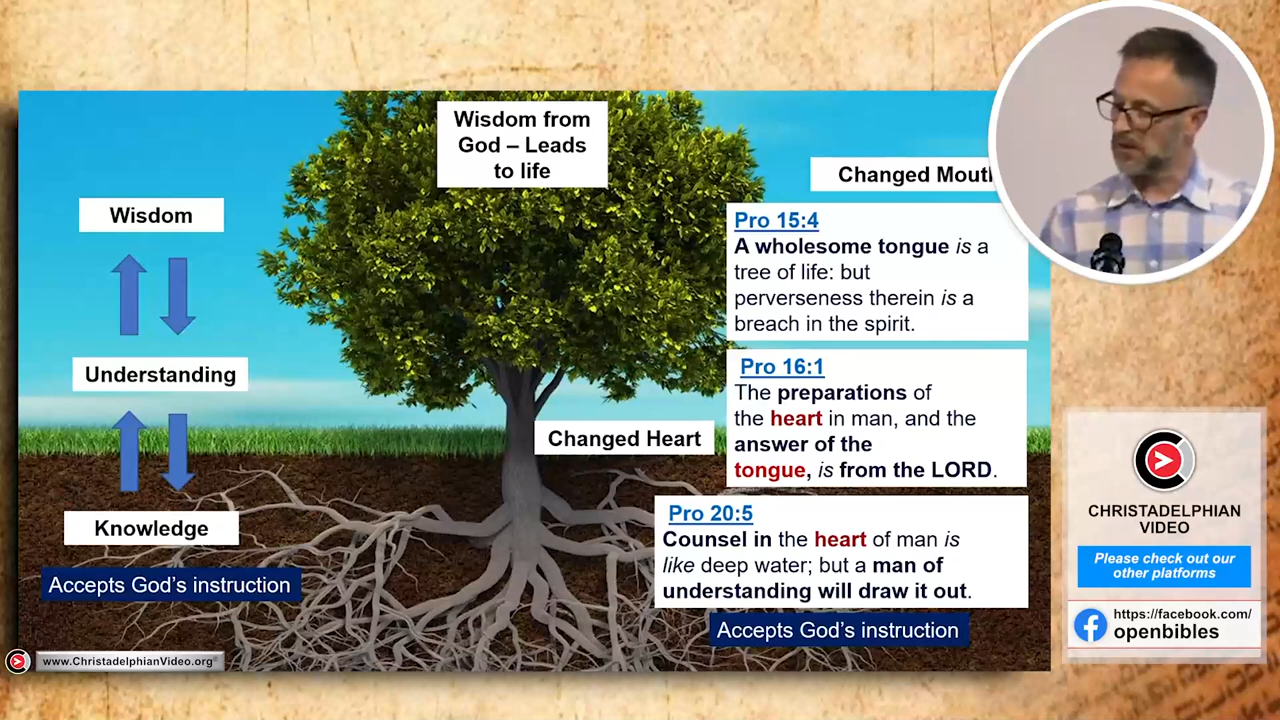 Wisdom from
God – Leads
to life
Wisdom
Understanding
Knowledge
Accepts God's instruction
Changed Heart
Changed Mout
Pro 15:4
A wholesome tongue is a
tree of life: but
perverseness therein is a
breach in the spirit.
Pro 16:1
The preparations of
the heart in man, and the
answer of the
tongue, is from the LORD.
Pro 20:5
Counsel in the heart of man is
like deep water; but a man of
understanding will draw it out.
Accepts God's instruction
www.ChristadelphianVideo.org
CHRISTADELPHIAN
VIDEO
Please check out our
other platforms
https://facebook.com/
openbibles